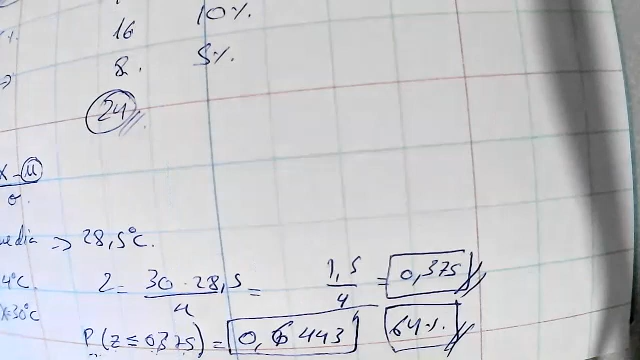 16 10%
8. 5%.
24
x - μ
σ.
media => 28,5°C.
4°C. Z = 30 - 28,5 / 4 = 1,5 / 4 = 0,375
x=30°C
P(Z ≤ 0,375) = 0,6443 64%.